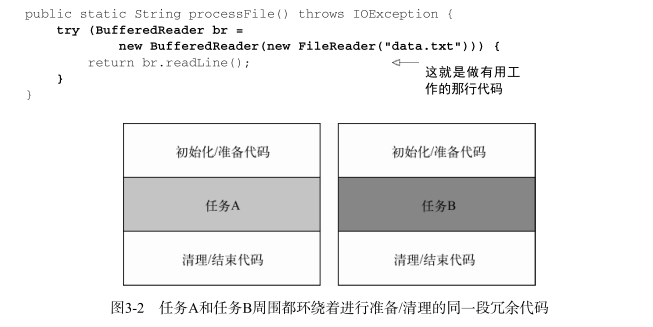 public static String processFile() throws IOException {
try (BufferedReader br =
new BufferedReader(new FileReader("data.txt"))) {
return br.readLine();
这就是做有用工
作的那行代码
}
}
初始化/准备代码
初始化/准备代码
任务A
任务B
清理/结束代码
清理/结束代码
图3-2 任务A和任务B周围都环绕着进行准备/清理的同一段冗余代码